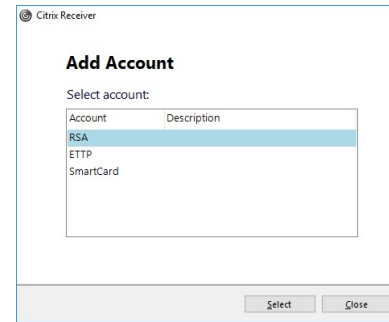 Citrix Receiver
Add Account
Select account:
Account Description
RSA
ETTP
SmartCard
Select Close